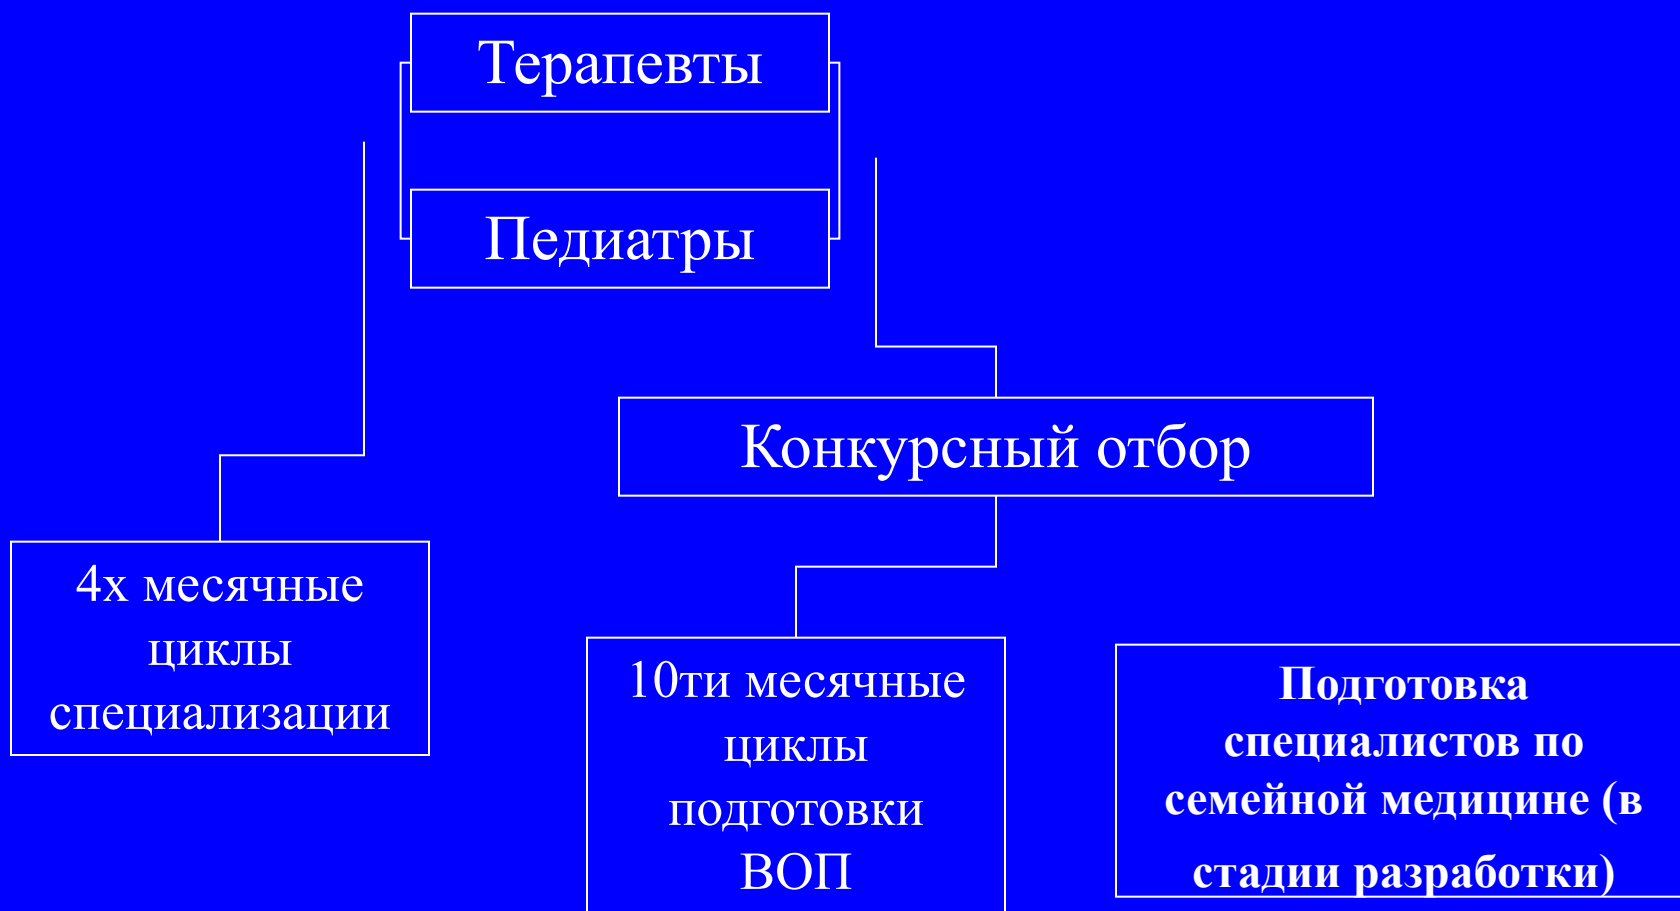 Терапевты
Педиатры
Конкурсный отбор
4х месячные
циклы
специализации
10ти месячные
циклы
подготовки
ВОП
Подготовка
специалистов по
семейной медицине (в
стадии разработки)